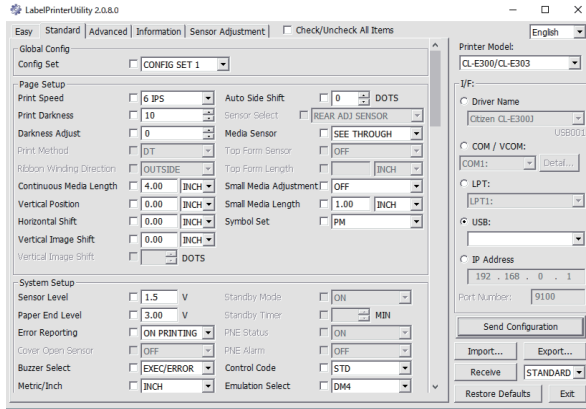 LabelPrinterUtility 2.0.8.0
Easy Standard Advanced Information Sensor Adjustment Check/Uncheck All Items English
Global Config
Config Set CONFIG SET 1
Page Setup
Print Speed 6 IPS Auto Side Shift 0 DOTS
Print Darkness 10 Sensor Select REAR ADJ SENSOR
Darkness Adjust 0 Media Sensor SEE THROUGH
Print Method DT Top Form Sensor OFF
Ribbon Winding Direction OUTSIDE Top Form Length INCH
Continuous Media Length 4.00 INCH Small Media Adjustment OFF
Vertical Position 0.00 INCH Small Media Length 1.00 INCH
Horizontal Shift 0.00 INCH Symbol Set PM
Vertical Image Shift 0.00 INCH
Vertical Image Shift DOTS
System Setup
Sensor Level 1.5 V Standby Mode ON
Paper End Level 3.00 V Standby Timer MIN
Error Reporting ON PRINTING PNE Status ON
Cover Open Sensor OFF PNE Alarm OFF
Buzzer Select EXEC/ERROR Control Code STD
Metric/Inch INCH Emulation Select DM4
Printer Model:
CL-E300/CL-E303
I/F:
Driver Name
Citizen CL-E300J
USB001
COM / VCOM:
COM1: Detail...
LPT:
LPT1:
USB:
IP Address
192 . 168 . 0 . 1
Port Number: 9100
Send Configuration
Import... Export...
Receive STANDARD
Restore Defaults Exit